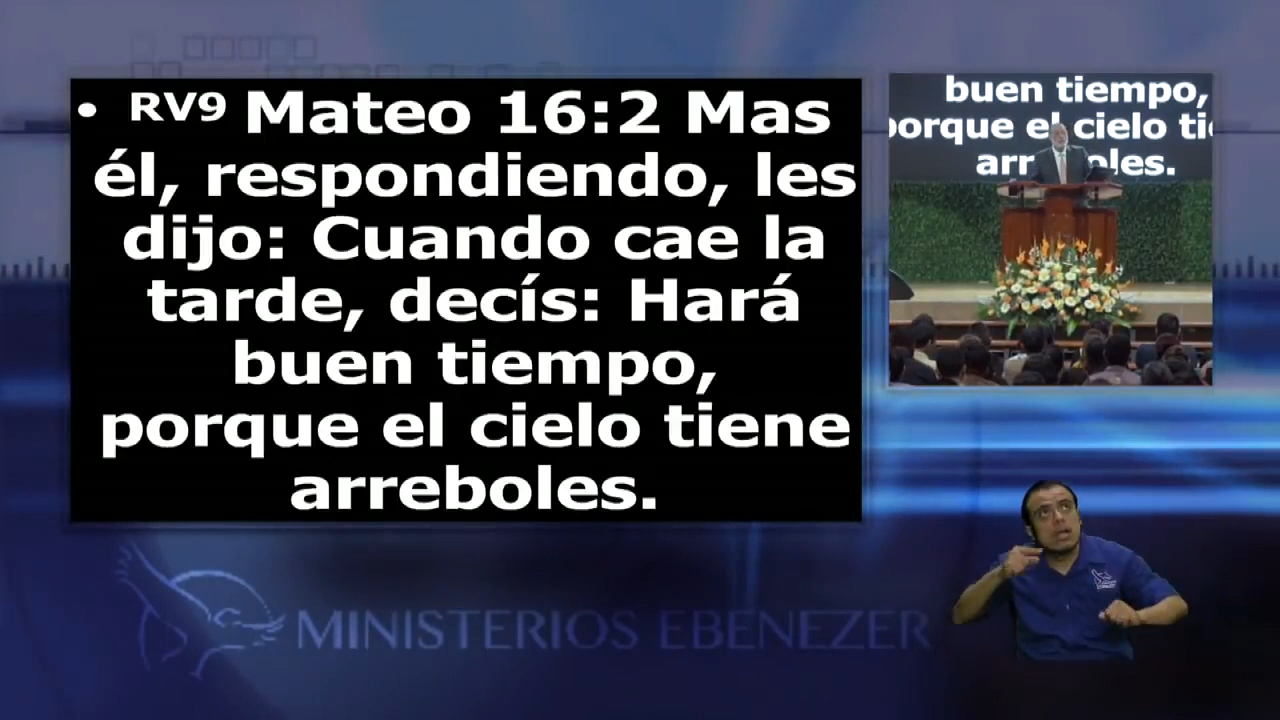 • RV9 Mateo 16:2 Mas
él, respondiendo, les
dijo: Cuando cae la
tarde, decís: Hará
buen tiempo,
porque el cielo tiene
arreboles.
buen tiempo,
porque el cielo
arreboles.
MINISTERIOS EBENEZER